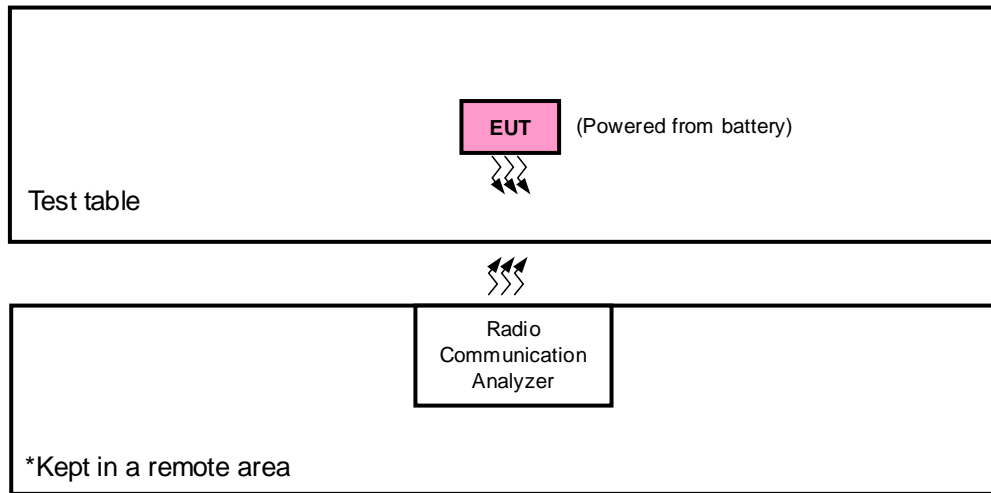 EUT
(Powered from battery)
Test table
Radio
Communication
Analyzer
*Kept in a remote area